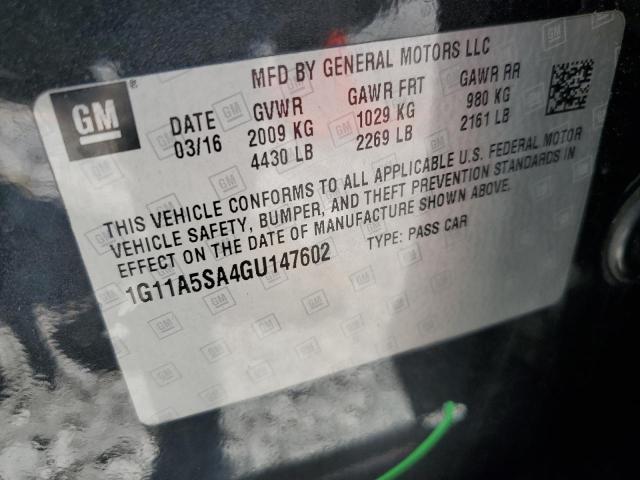 MFD BY GENERAL MOTORS LLC
GM
DATE GVWR GAWR FRT GAWR RR
03/16 2009 KG 1029 KG 980 KG
4430 LB 2269 LB 2161 LB
THIS VEHICLE CONFORMS TO ALL APPLICABLE U.S. FEDERAL MOTOR
VEHICLE SAFETY, BUMPER, AND THEFT PREVENTION STANDARDS IN
EFFECT ON THE DATE OF MANUFACTURE SHOWN ABOVE.
1G11A5SA4GU147602 TYPE: PASS CAR